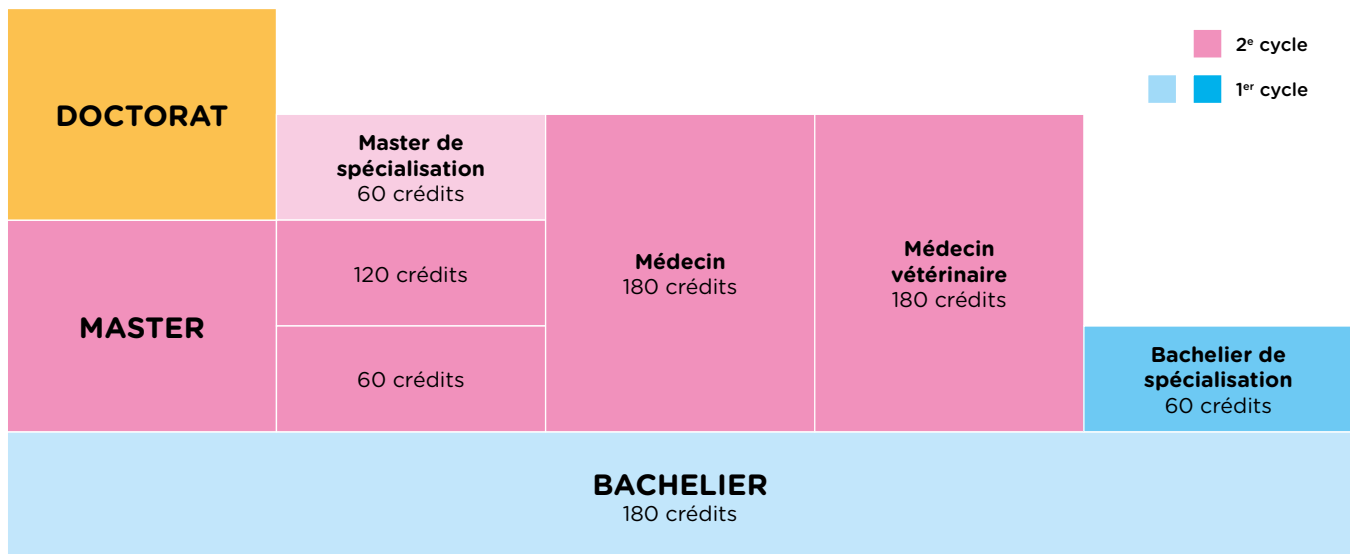 2e cycle
1er cycle
DOCTORAT
Master de
spécialisation
60 crédits
MASTER
120 crédits
60 crédits
Médecin
180 crédits
Médecin
vétérinaire
180 crédits
Bachelier de
spécialisation
60 crédits
BACHELIER
180 crédits